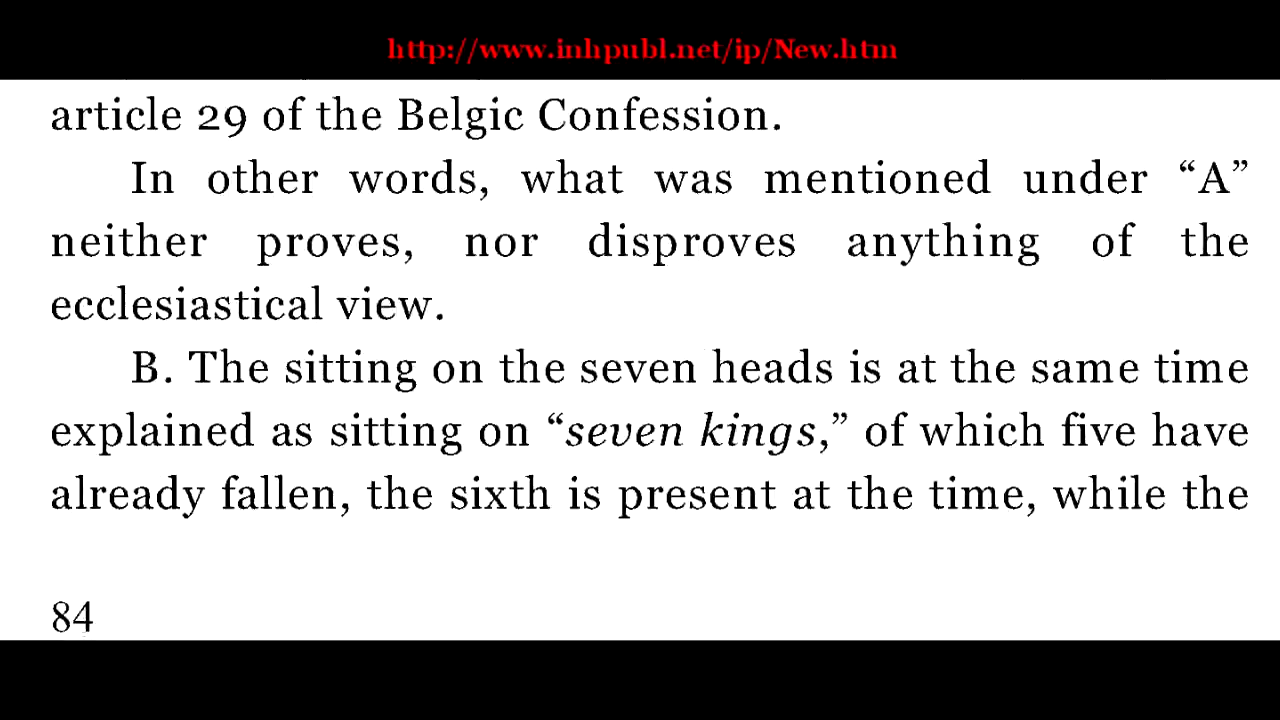 http://www.inhpubl.net/ip/New.htm
article 29 of the Belgic Confession.
In other words, what was mentioned under “A”
neither proves, nor disproves anything of the
ecclesiastical view.
B. The sitting on the seven heads is at the same time
explained as sitting on “seven kings,” of which five have
already fallen, the sixth is present at the time, while the
84